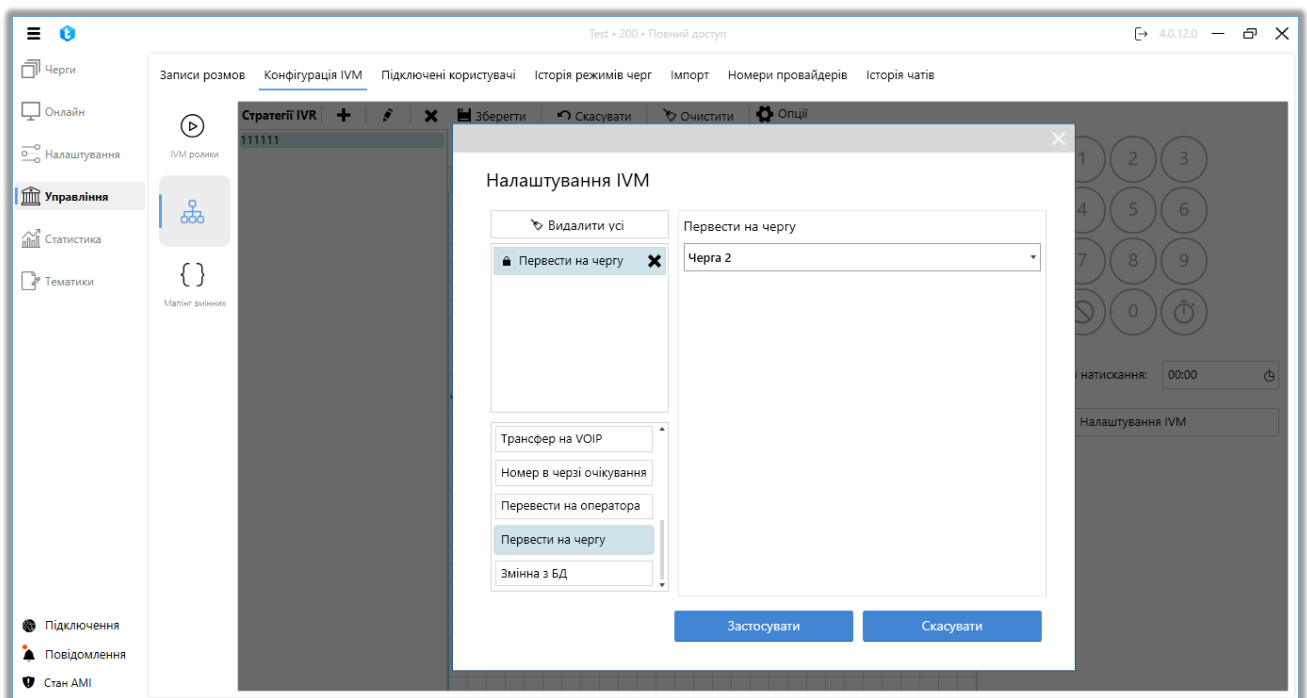 Test • 200 • Повний доступ
4.0.12.0
Черги
Онлайн
Налаштування
Управління
Статистика
Тематики
Підключення
Повідомлення
Стан АМІ
Записи розмов Конфігурація IVM Підключені користувачі Історія режимів черг Імпорт Номери провайдерів Історія чатів
IVM ролики
Мапінг змінних
Стратегії IVR Зберегти Скасувати Очистити Опції
111111
Налаштування IVM
Видалити усі
Первести на чергу
Трансфер на VOIP
Номер в черзі очікування
Перевести на оператора
Первести на чергу
Змінна з БД
Первести на чергу
Черга 2
Застосувати Скасувати
1 2 3
4 5 6
7 8 9
0
натискання: 00:00
Налаштування IVM